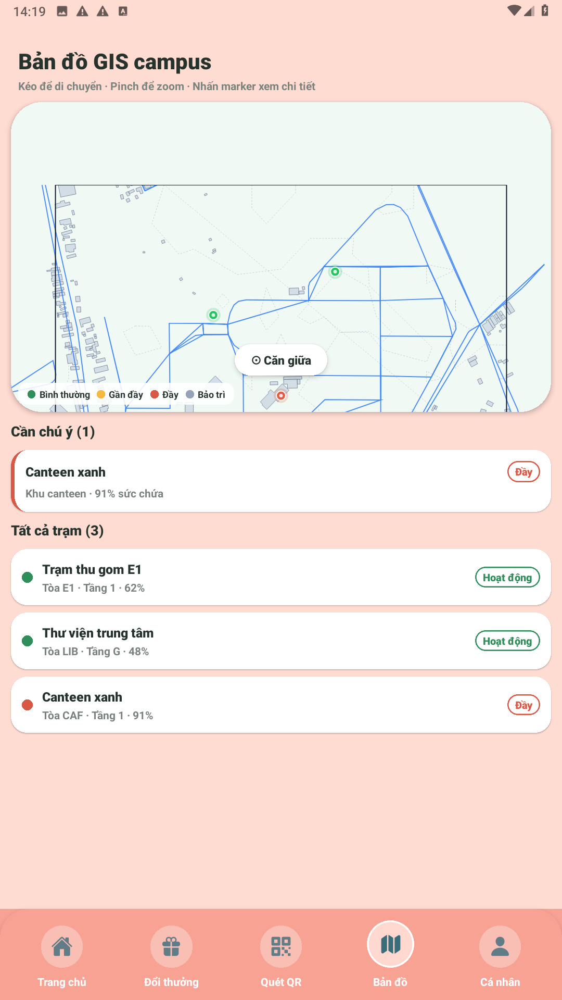 14:19
Bản đồ GIS campus
Kéo để di chuyển · Pinch để zoom · Nhấn marker xem chi tiết
Căn giữa
Bình thường Gần đầy Đầy Bảo trì
Cần chú ý (1)
Canteen xanh Đầy
Khu canteen · 91% sức chứa
Tất cả trạm (3)
Trạm thu gom E1 Hoạt động
Tòa E1 · Tầng 1 · 62%
Thư viện trung tâm Hoạt động
Tòa LIB · Tầng G · 48%
Canteen xanh Đầy
Tòa CAF · Tầng 1 · 91%
Trang chủ Đổi thưởng Quét QR Bản đồ Cá nhân